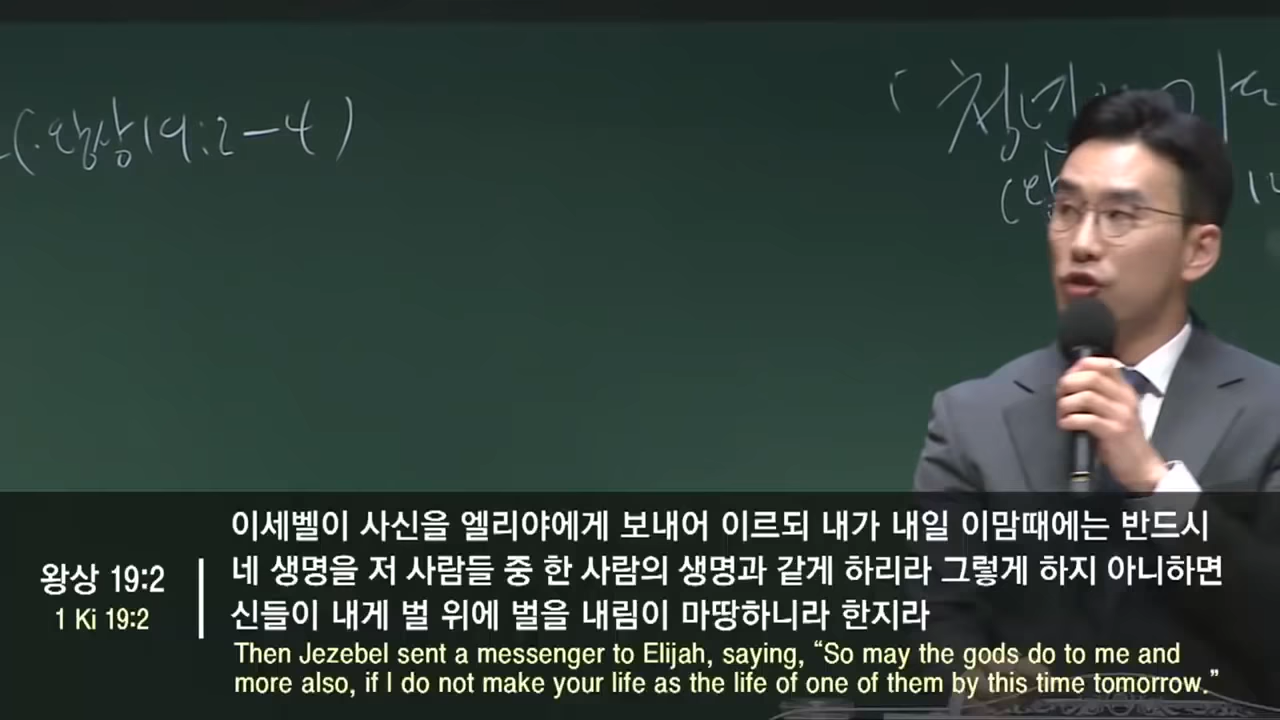 (왕상19:2-4)
「청년
왕상 19:2
1 Ki 19:2
이세벨이 사신을 엘리야에게 보내어 이르되 내가 내일 이맘때에는 반드시
네 생명을 저 사람들 중 한 사람의 생명과 같게 하리라 그렇게 하지 아니하면
신들이 내게 벌 위에 벌을 내림이 마땅하니라 한지라
Then Jezebel sent a messenger to Elijah, saying, “So may the gods do to me and
more also, if I do not make your life as the life of one of them by this time tomorrow.”